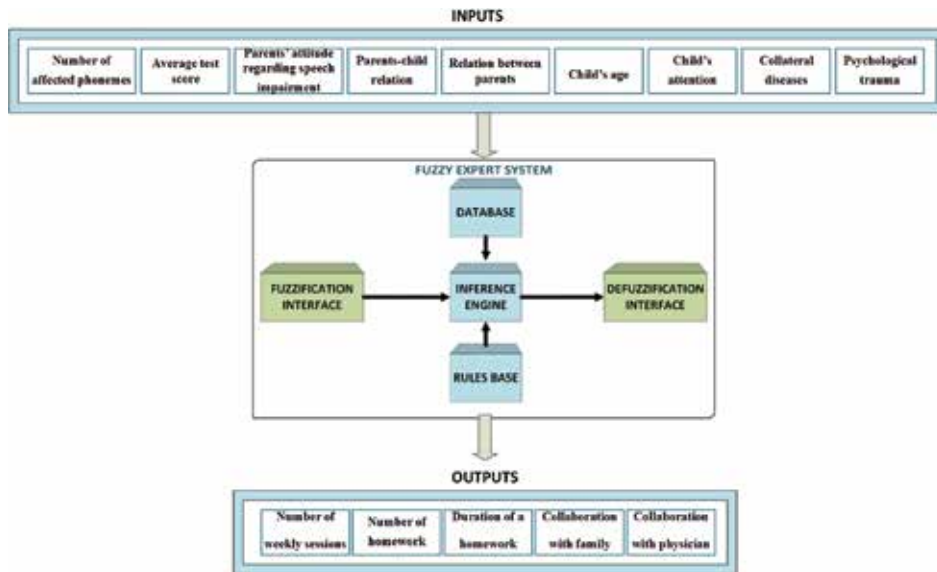 INPUTS
Number of affected phonemes
Average test score
Parents' attitude regarding speech impairment
Parents-child relation
Relation between parents
Child's age
Child's attention
Collateral diseases
Psychological trauma
FUZZY EXPERT SYSTEM
DATABASE
FUZZIFICATION INTERFACE
INFERENCE ENGINE
DEFUZZIFICATION INTERFACE
RULES BASE
OUTPUTS
Number of weekly sessions
Number of homework
Duration of a homework
Collaboration with family
Collaboration with physician